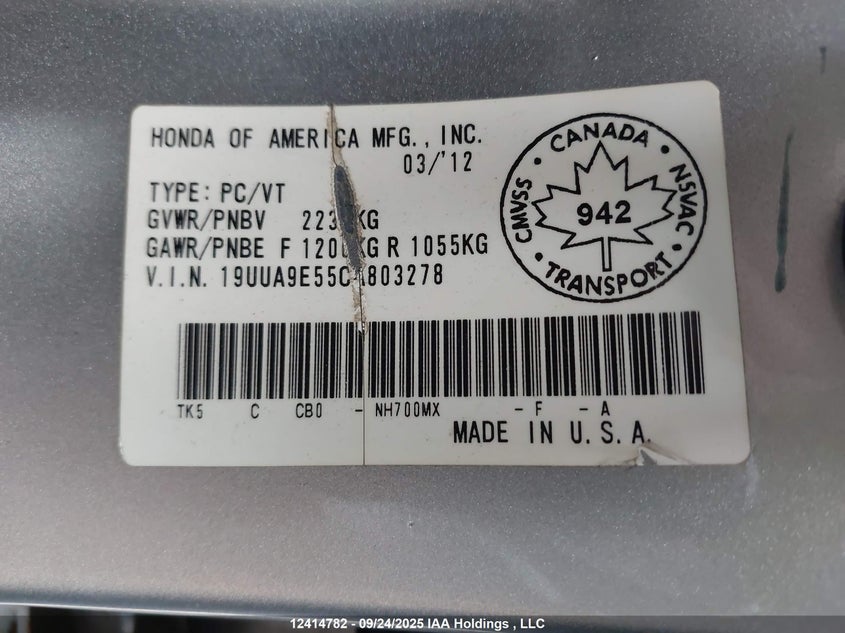 HONDA OF AMERICA MFG., INC.
03/'12
TYPE: PC/VT
GVWR/PNBV KG
GAWR/PNBE F R 1055KG
V.I.N.
CANADA
CMVSS
NSVAC
942
TRANSPORT
TK5 C CB0 - NH700MX - F - A
MADE IN U.S.A.
12414782 - 09/24/2025 IAA Holdings , LLC